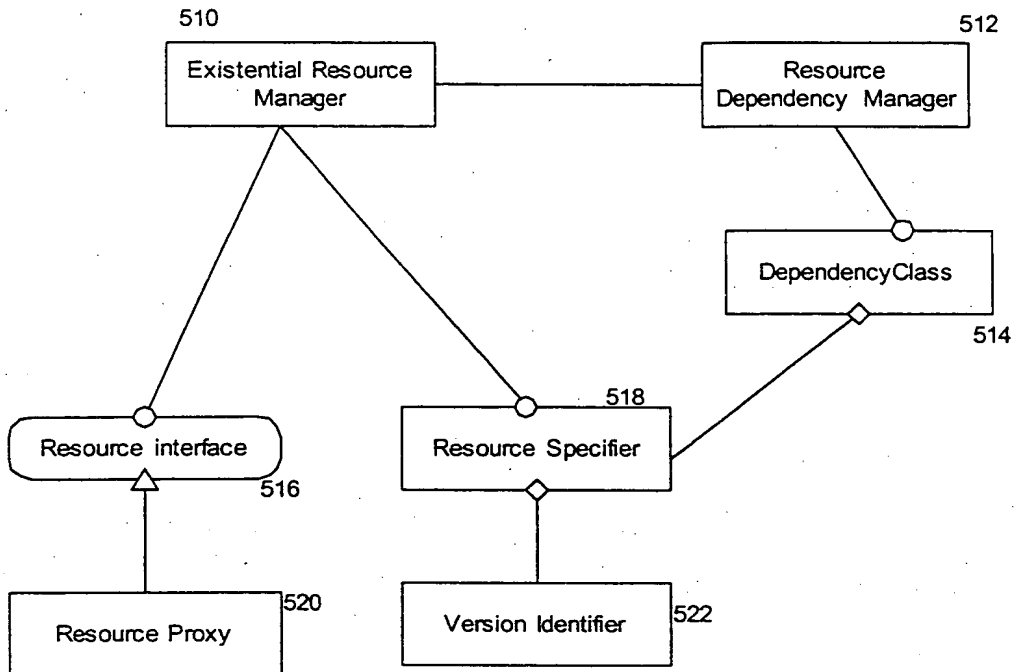 510
512
Existential Resource
Manager
Resource
Dependency Manager
DependencyClass
514
518
Resource interface
516
Resource Specifier
520
Resource Proxy
Version Identifier
522